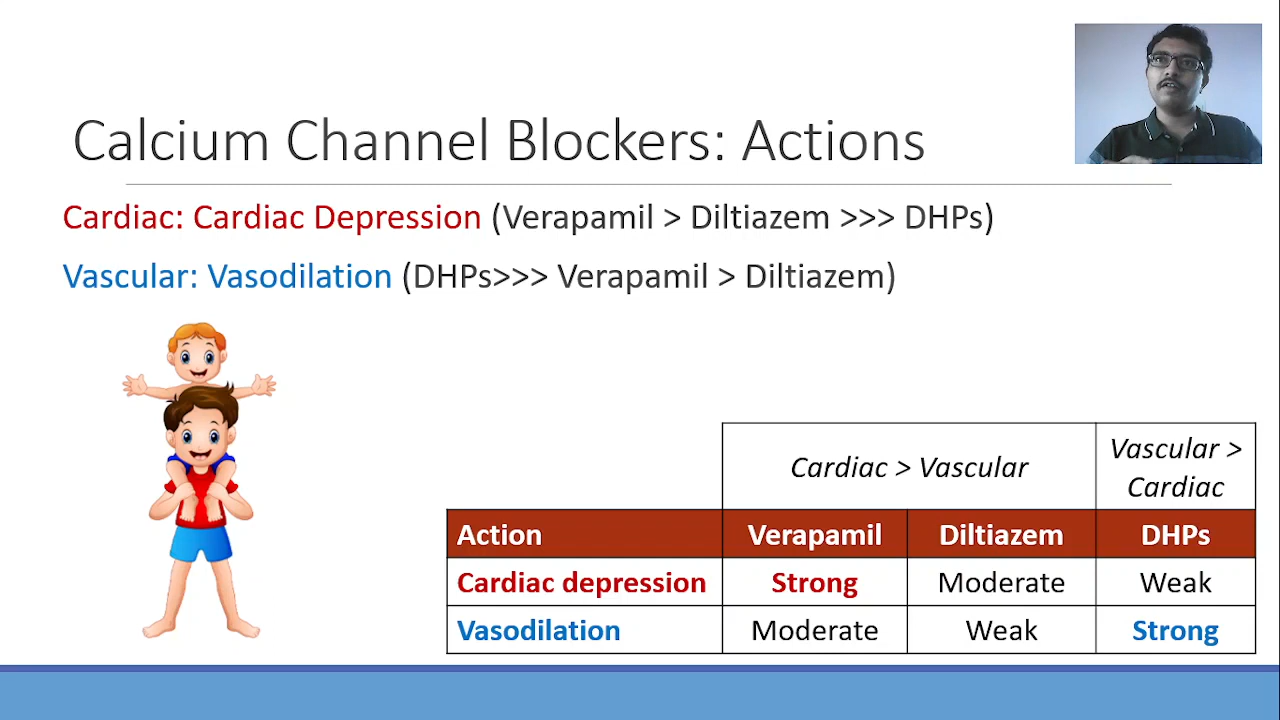 Calcium Channel Blockers: Actions
Cardiac: Cardiac Depression (Verapamil > Diltiazem >>> DHPs)
Vascular: Vasodilation (DHPs>>> Verapamil > Diltiazem)
Cardiac > Vascular
Vascular >
Cardiac
Action Verapamil Diltiazem DHPs
Cardiac depression Strong Moderate Weak
Vasodilation Moderate Weak Strong